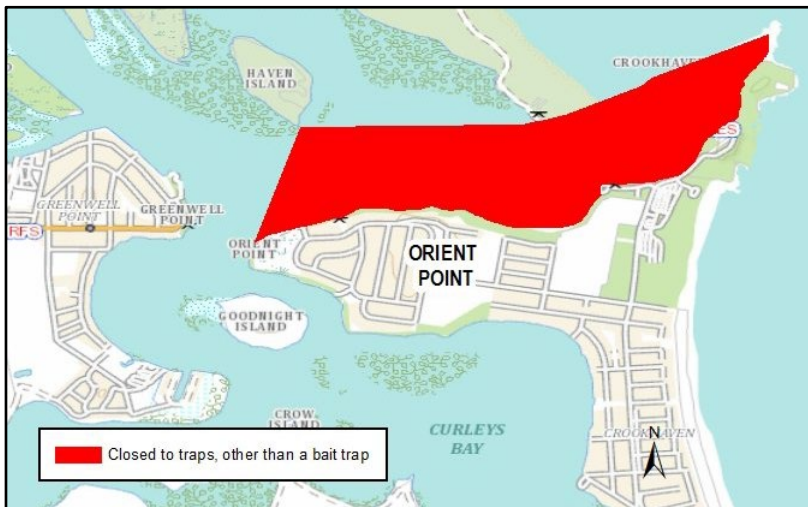 HAVEN
ISLAND
CROOKHAVEN
GREENWELL
POINT
GREENWELL
POINT
RFS
ORIENT
POINT
ORIENT
POINT
GOODNIGHT
ISLAND
CROW
ISLAND
CURLEYS
BAY
CROOKHAVEN
N
Closed to traps, other than a bait trap